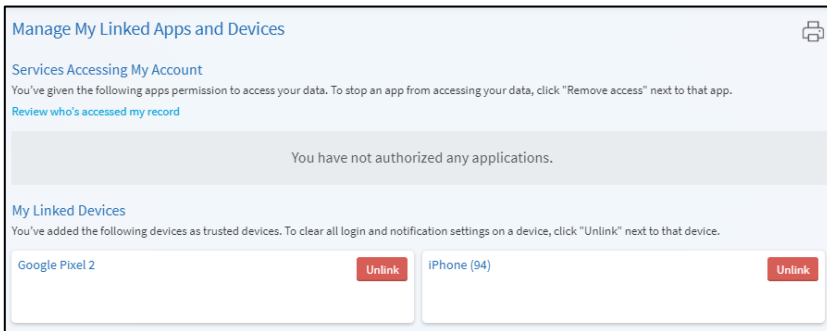 Manage My Linked Apps and Devices
Services Accessing My Account
You've given the following apps permission to access your data. To stop an app from accessing your data, click "Remove access" next to that app.
Review who's accessed my record
You have not authorized any applications.
My Linked Devices
You've added the following devices as trusted devices. To clear all login and notification settings on a device, click "Unlink" next to that device.
Google Pixel 2 Unlink iPhone (94) Unlink